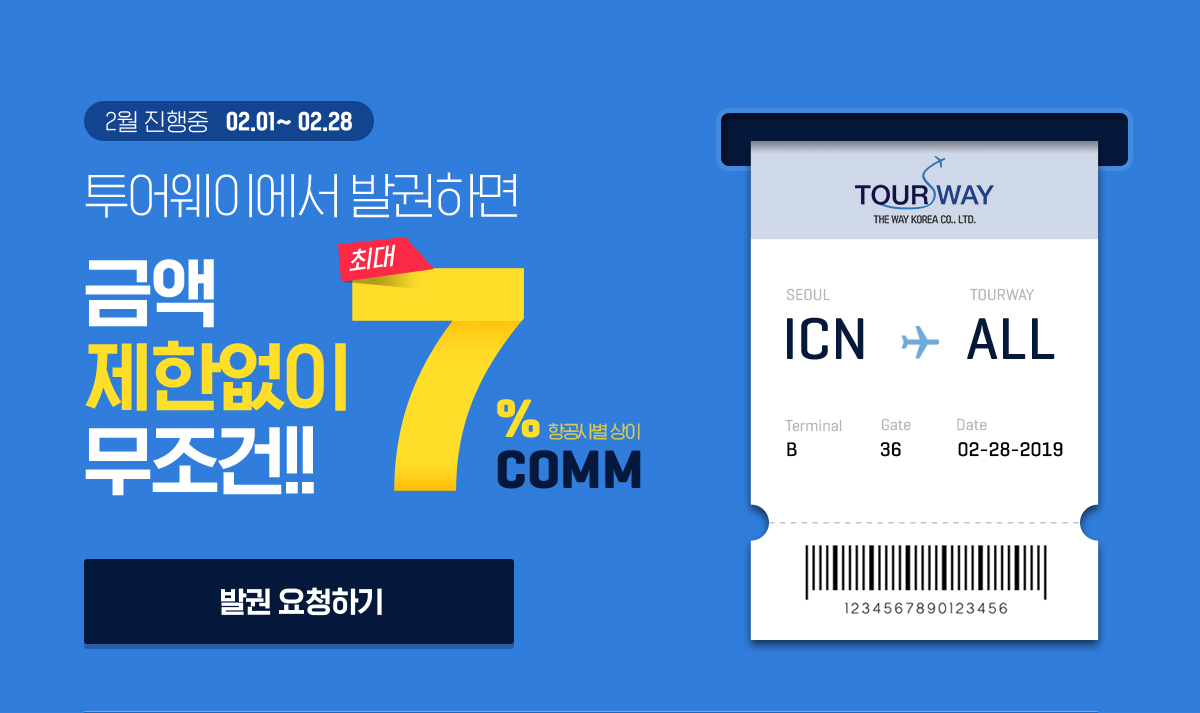 2월 진행중 02.01~ 02.28
투어웨이에서 발권하면
금액
제한없이
무조건!!
최대
7
% 항공사별 상이
COMM
발권 요청하기
TOURWAY
THE WAY KOREA CO., LTD.
SEOUL TOURWAY
ICN ALL
Terminal Gate Date
B 36 02-28-2019
1234567890123456